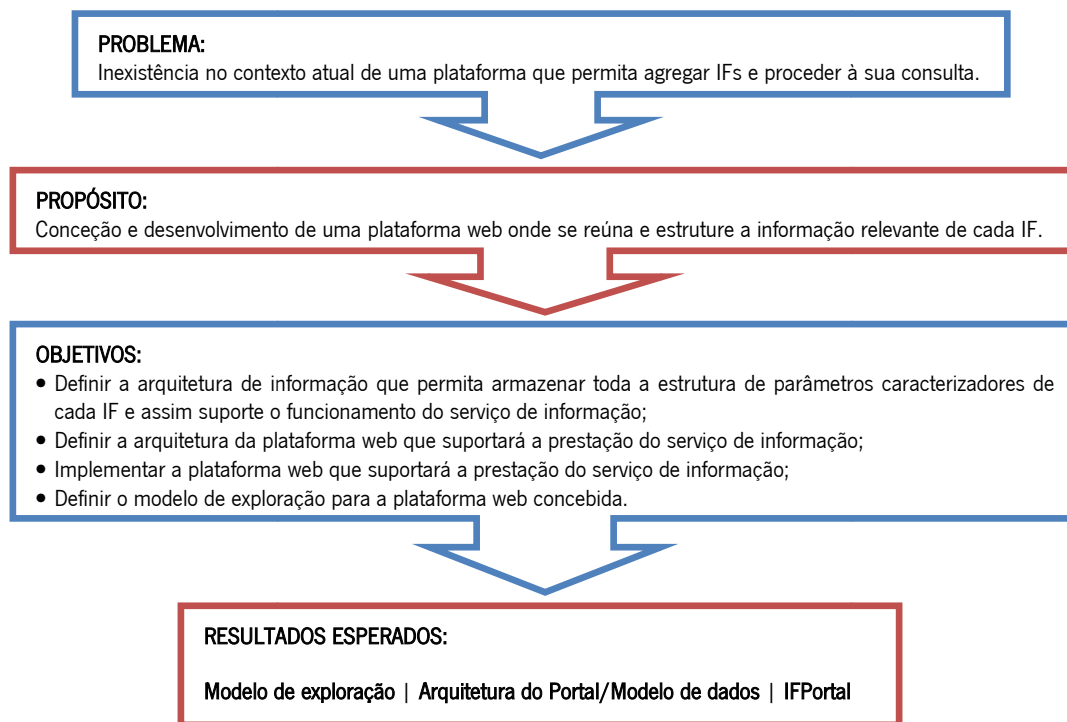 PROBLEMA:
Inexistência no contexto atual de uma plataforma que permita agregar IFs e proceder à sua consulta.
PROPÓSITO:
Conceção e desenvolvimento de uma plataforma web onde se reúna e estruture a informação relevante de cada IF.
OBJETIVOS:
• Definir a arquitetura de informação que permita armazenar toda a estrutura de parâmetros caracterizadores de
cada IF e assim suporte o funcionamento do serviço de informação;
• Definir a arquitetura da plataforma web que suportará a prestação do serviço de informação;
• Implementar a plataforma web que suportará a prestação do serviço de informação;
• Definir o modelo de exploração para a plataforma web concebida.
RESULTADOS ESPERADOS:
Modelo de exploração | Arquitetura do Portal/Modelo de dados | IFPortal